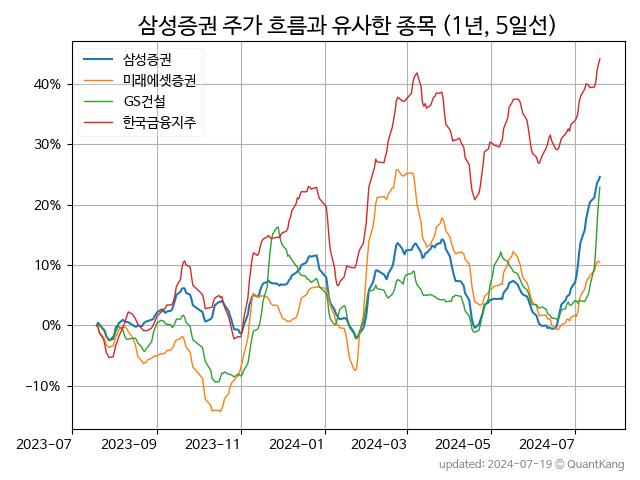 삼성증권 주가 흐름과 유사한 종목 (1년, 5일선)
삼성증권
미래에셋증권
GS건설
한국금융지주
40%
30%
20%
10%
0%
−10%
2023-07
2023-09
2023-11
2024-01
2024-03
2024-05
2024-07
updated: 2024-07-19 © QuantKang